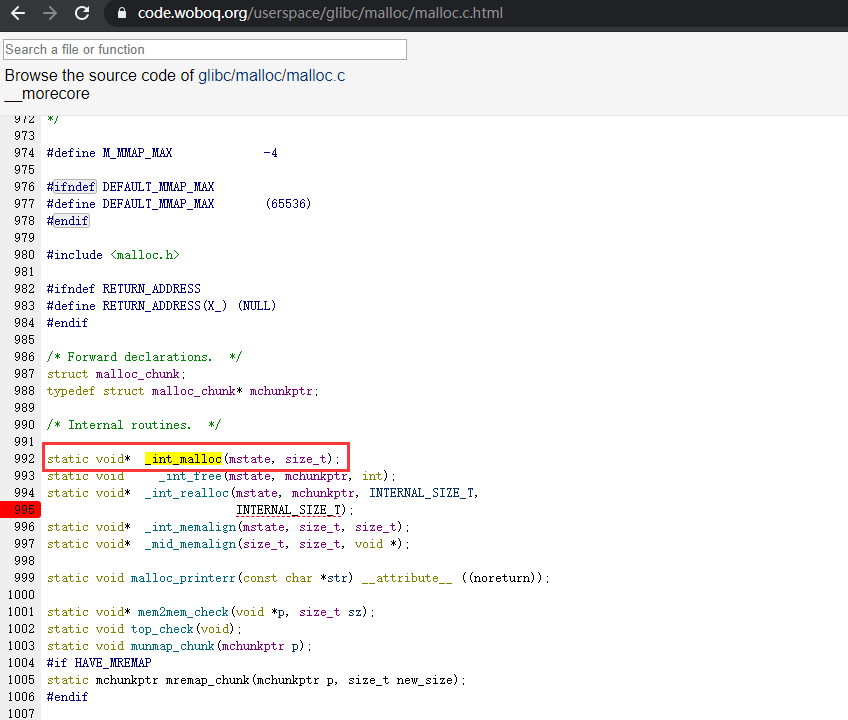 code.woboq.org/userspace/glibc/malloc/malloc.c.html
Search a file or function
Browse the source code of glibc/malloc/malloc.c
__morecore
972 */
973
974 #define M_MMAP_MAX -4
975
976 #ifndef DEFAULT_MMAP_MAX
977 #define DEFAULT_MMAP_MAX (65536)
978 #endif
979
980 #include <malloc.h>
981
982 #ifndef RETURN_ADDRESS
983 #define RETURN_ADDRESS(X_) (NULL)
984 #endif
985
986 /* Forward declarations. */
987 struct malloc_chunk;
988 typedef struct malloc_chunk* mchunkptr;
989
990 /* Internal routines. */
991
992 static void* _int_malloc(mstate, size_t);
993 static void _int_free(mstate, mchunkptr, int);
994 static void* _int_realloc(mstate, mchunkptr, INTERNAL_SIZE_T,
995 INTERNAL_SIZE_T);
996 static void* _int_memalign(mstate, size_t, size_t);
997 static void* _mid_memalign(size_t, size_t, void *);
998
999 static void malloc_printerr(const char *str) __attribute__ ((noreturn));
1000
1001 static void* mem2mem_check(void *p, size_t sz);
1002 static void top_check(void);
1003 static void munmap_chunk(mchunkptr p);
1004 #if HAVE_MREMAP
1005 static mchunkptr mremap_chunk(mchunkptr p, size_t new_size);
1006 #endif
1007